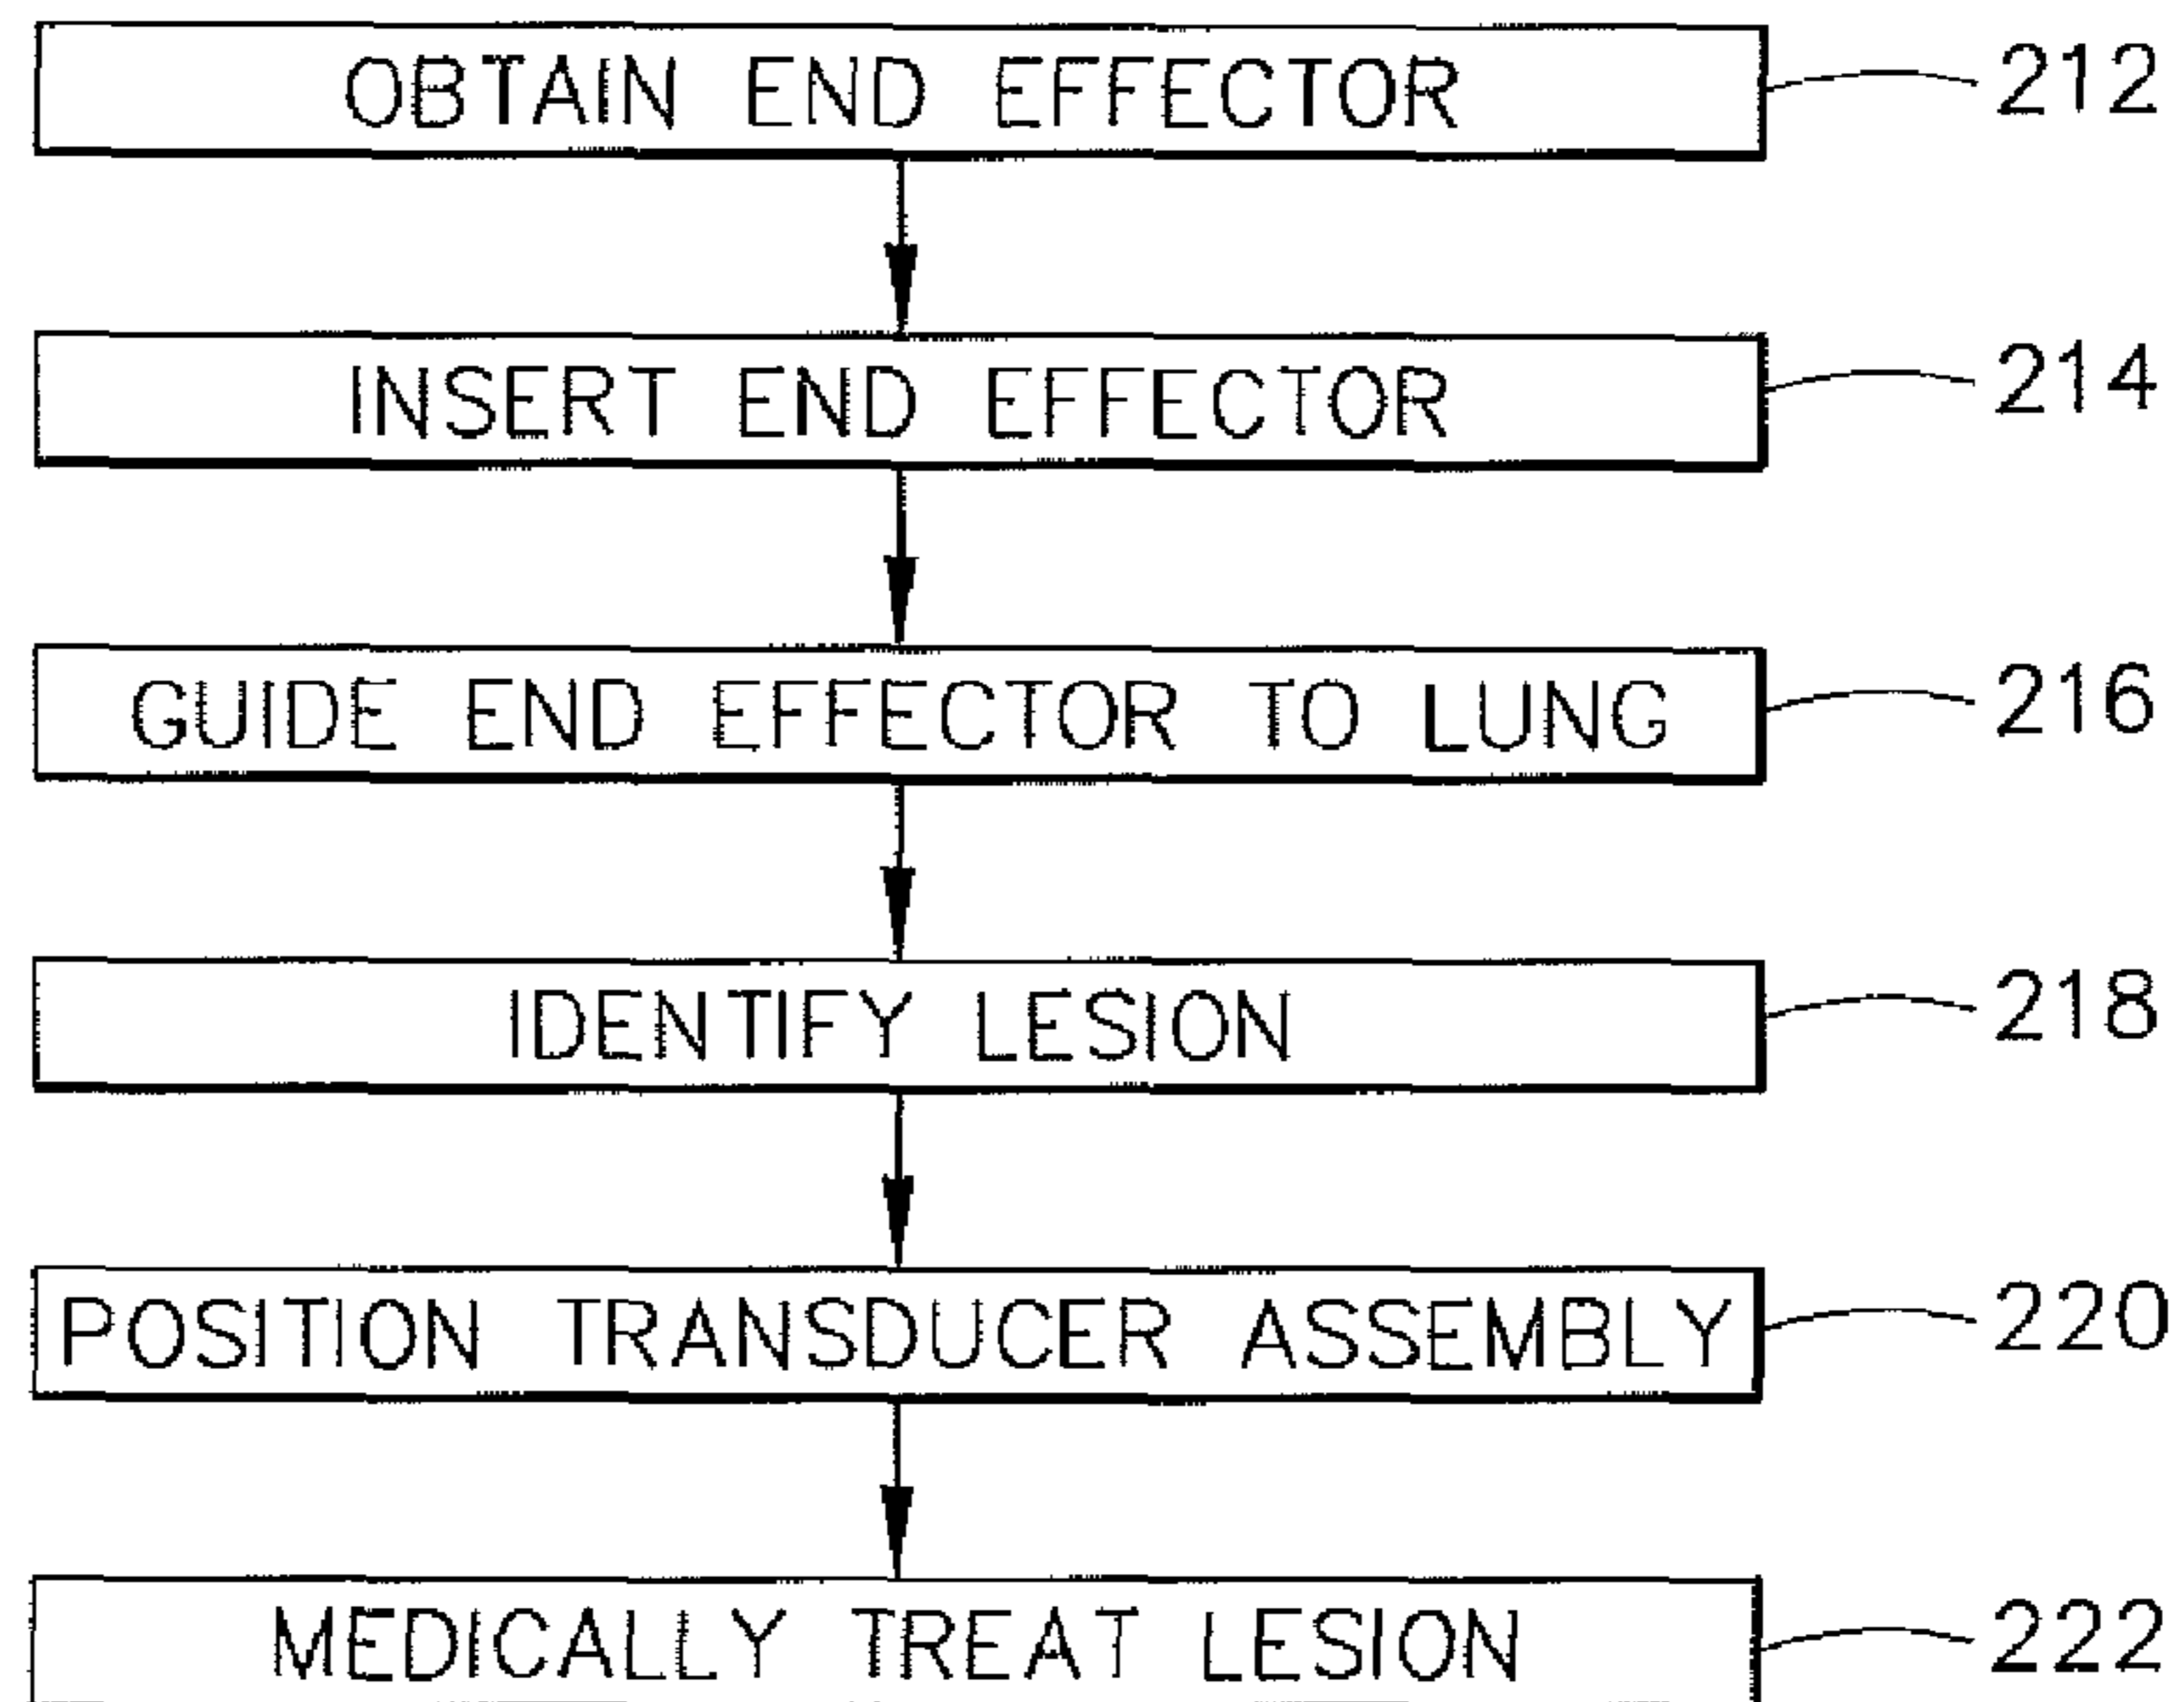 OBTAIN END EFFECTOR 212
INSERT END EFFECTOR 214
GUIDE END EFFECTOR TO LUNG 216
IDENTIFY LESION 218
POSITION TRANSDUCER ASSEMBLY 220
MEDICALLY TREAT LESION 222